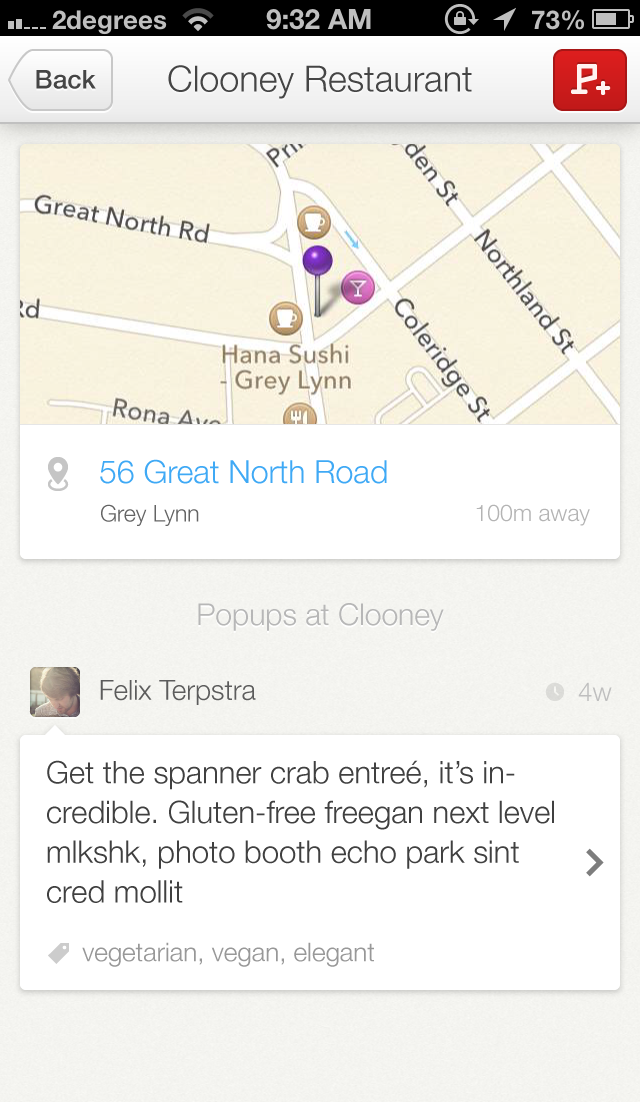 2degrees 9:32 AM 73%
Back Clooney Restaurant P+
den St
Great North Rd
Northland St
Coleridge St
Hana Sushi
- Grey Lynn
Rona Ave
56 Great North Road
Grey Lynn 100m away
Popups at Clooney
Felix Terpstra 4w
Get the spanner crab entreé, it's in-
credible. Gluten-free freegan next level
mlkshk, photo booth echo park sint
cred mollit
vegetarian, vegan, elegant